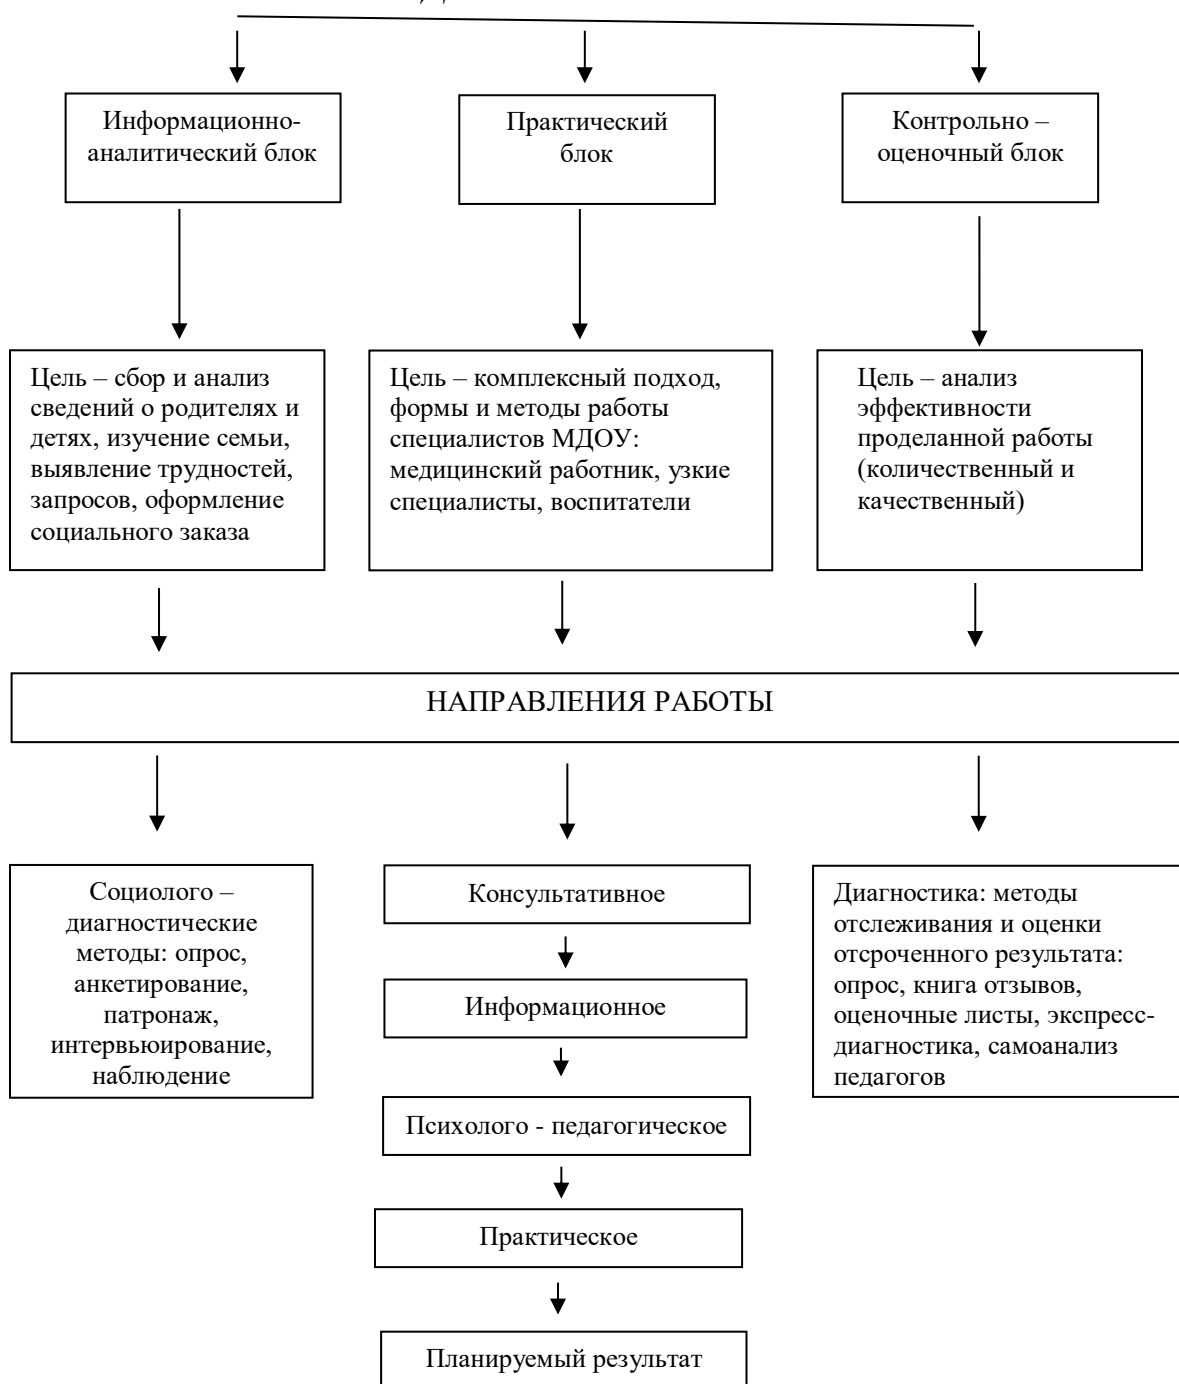 Информационно-
аналитический блок
Практический
блок
Контрольно –
оценочный блок
Цель – сбор и анализ
сведений о родителях и
детях, изучение семьи,
выявление трудностей,
запросов, оформление
социального заказа
Цель – комплексный подход,
формы и методы работы
специалистов МДОУ:
медицинский работник, узкие
специалисты, воспитатели
Цель – анализ
эффективности
проделанной работы
(количественный и
качественный)
НАПРАВЛЕНИЯ РАБОТЫ
Социолого –
диагностические
методы: опрос,
анкетирование,
патронаж,
интервьюирование,
наблюдение
Консультативное
Информационное
Психолого - педагогическое
Практическое
Планируемый результат
Диагностика: методы
отслеживания и оценки
отсроченного результата:
опрос, книга отзывов,
оценочные листы, экспресс-
диагностика, самоанализ
педагогов